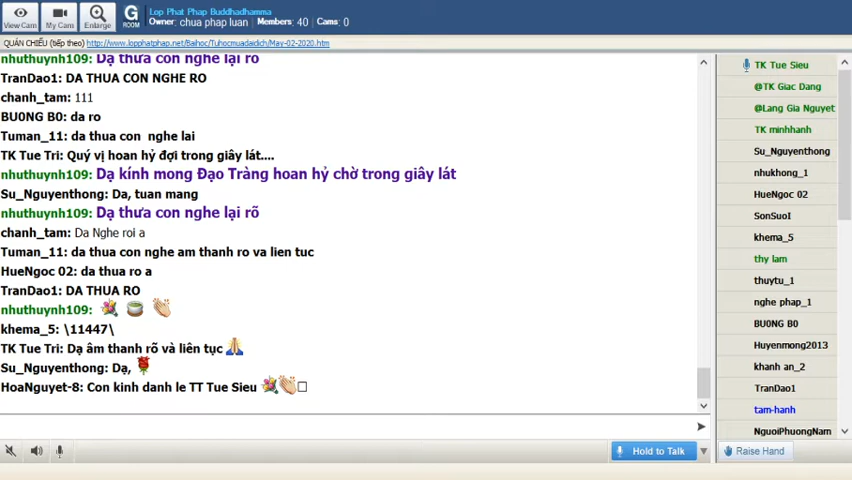 View Cam
My Cam
Enlarge
G
ROOM
Lop Phat Phap Buddhadhamma
Owner: chua phap luan Members: 40 Cams: 0
QUÁN CHIẾU (tiếp theo) http://www.lopphatphap.net/Baihoc/Tuhocmuadaidich/May-02-2020.htm
nhuthuynh109: Dạ thưa con nghe lại rõ
TranDao1: DA THUA CON NGHE RO
chanh_tam: 111
BU0NG B0: da ro
Tuman_11: da thua con nghe lai
TK Tue Tri: Quý vị hoan hỷ đợi trong giây lát....
nhuthuynh109: Dạ kính mong Đạo Tràng hoan hỷ chờ trong giây lát
Su_Nguyenthong: Da, tuan mang
nhuthuynh109: Dạ thưa con nghe lại rõ
chanh_tam: Da Nghe roi a
Tuman_11: da thua con nghe am thanh ro va lien tuc
HueNgoc 02: da thua ro a
TranDao1: DA THUA RO
nhuthuynh109: 💐 🍵 👏
khema_5: \11447\
TK Tue Tri: Dạ âm thanh rõ và liên tục 🙏
Su_Nguyenthong: Dạ, 🌹
HoaNguyet-8: Con kinh danh le TT Tue Sieu 💐👏□
TK Tue Sieu
@TK Giac Dang
@Lang Gia Nguyet
TK minhhanh
Su_Nguyenthong
nhukhong_1
HueNgoc 02
SonSuoI
khema_5
thy lam
thuytu_1
nghe phap_1
BU0NG B0
Huyenmong2013
khanh an_2
TranDao1
tam-hanh
NguoiPhuongNam
Hold to Talk
Raise Hand